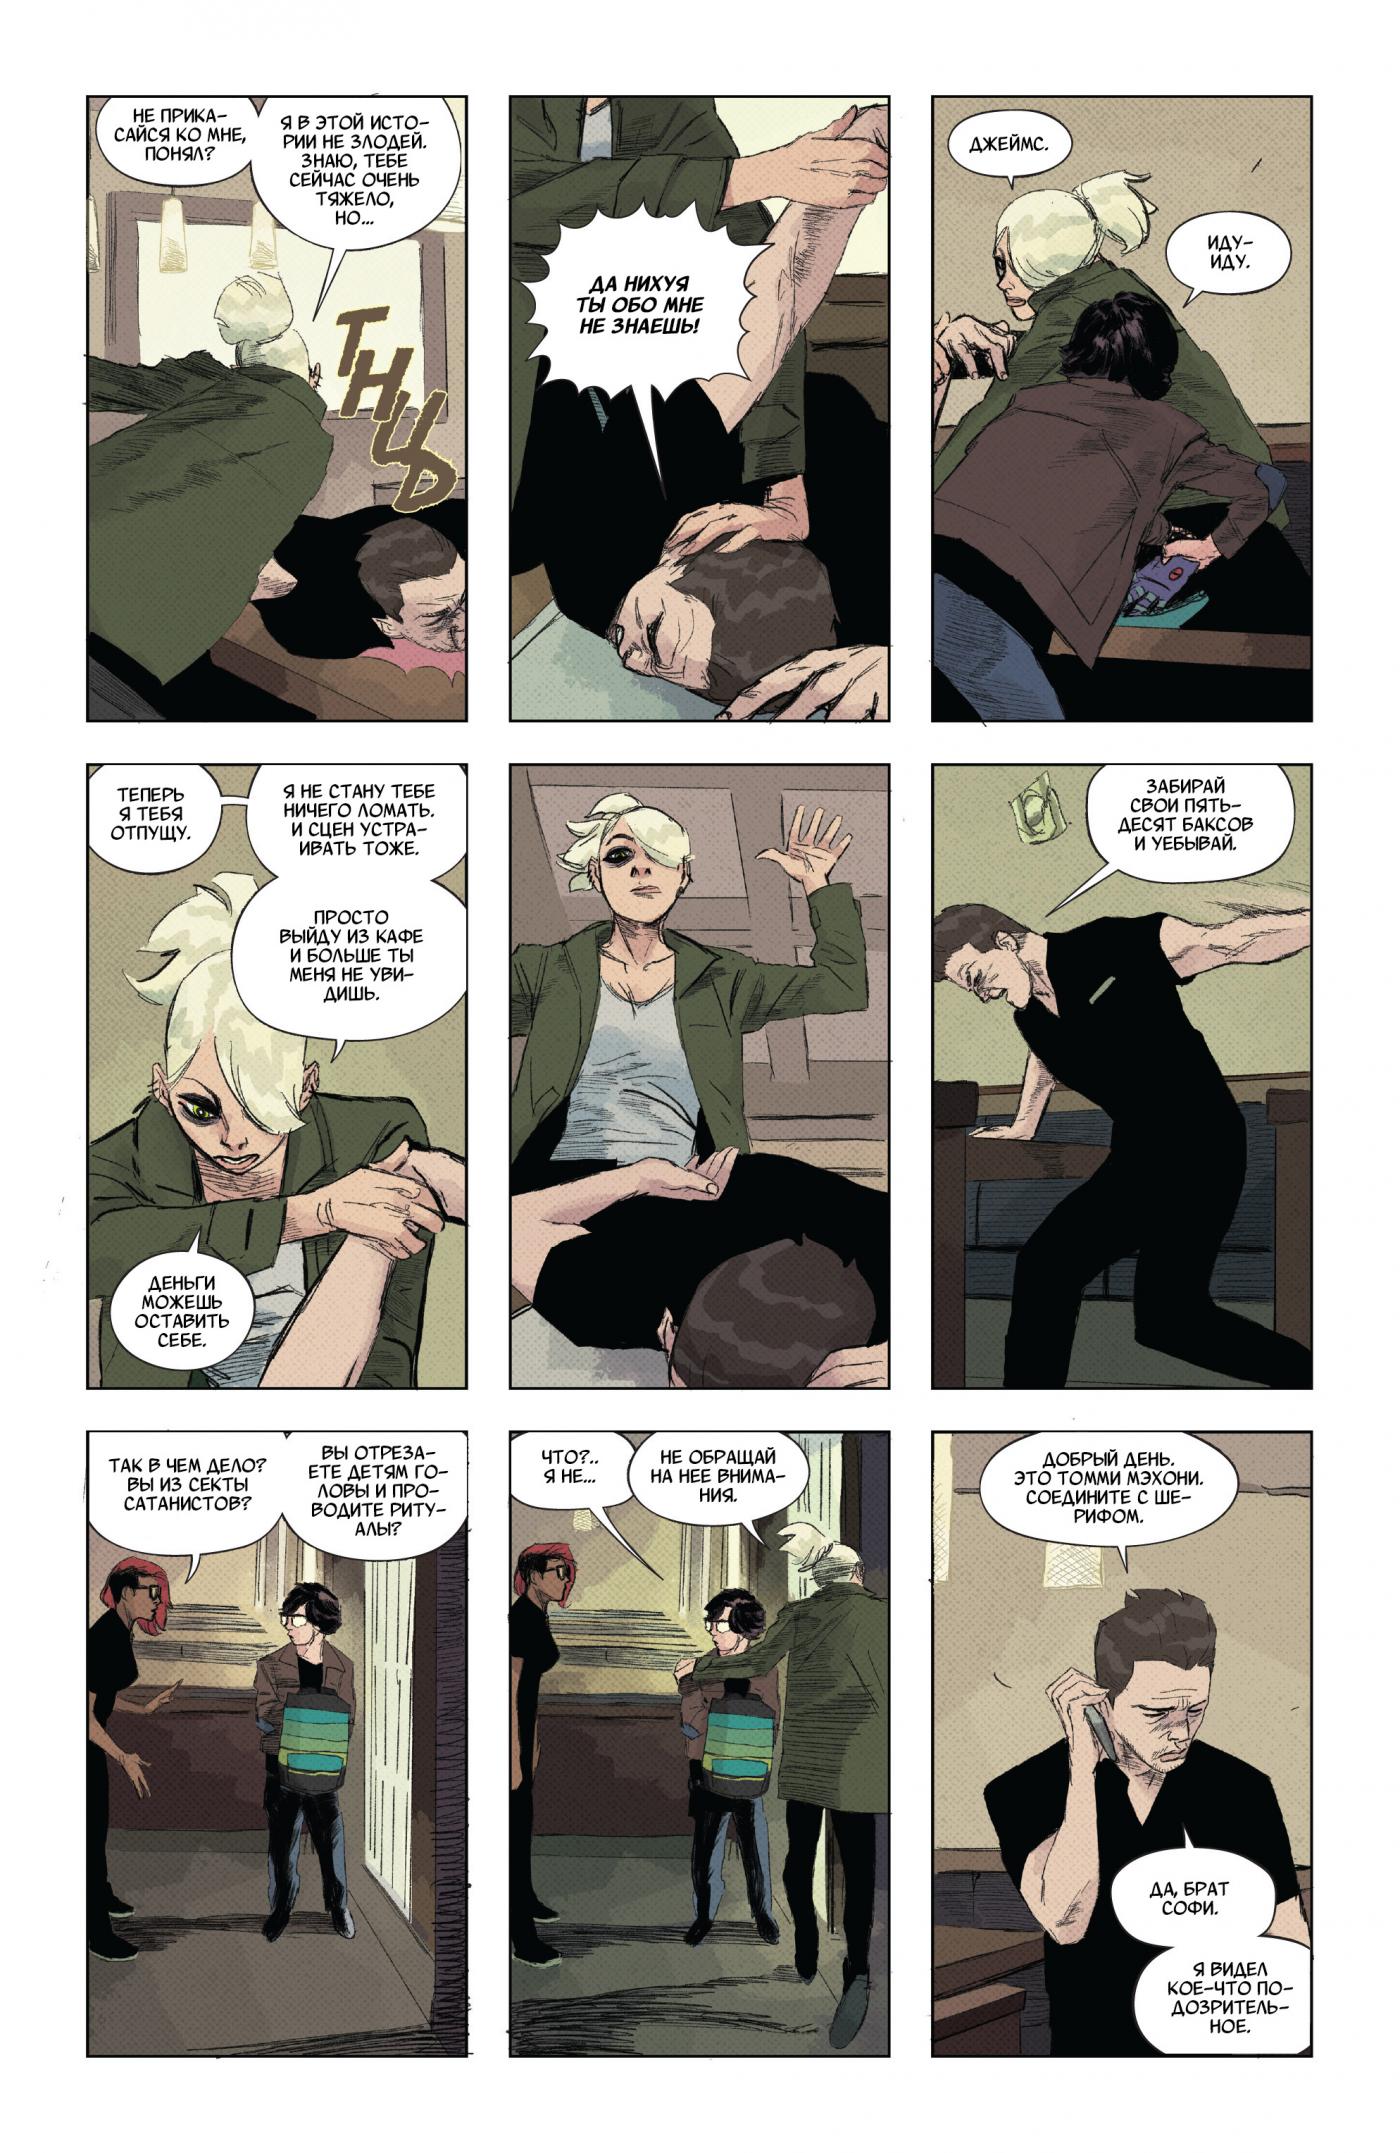 НЕ ПРИКА-
САЙСЯ КО МНЕ,
ПОНЯЛ?
Я В ЭТОЙ ИСТО-
РИИ НЕ ЗЛОДЕЙ.
ЗНАЮ, ТЕБЕ
СЕЙЧАС ОЧЕНЬ
ТЯЖЕЛО,
НО...
ТНЦЬ
ДА НИХУЯ
ТЫ ОБО МНЕ
НЕ ЗНАЕШЬ!
ДЖЕЙМС.
ИДУ-
ИДУ.
ТЕПЕРЬ
Я ТЕБЯ
ОТПУЩУ.
Я НЕ СТАНУ ТЕБЕ
НИЧЕГО ЛОМАТЬ.
И СЦЕН УСТРА-
ИВАТЬ ТОЖЕ.
ПРОСТО
ВЫЙДУ ИЗ КАФЕ
И БОЛЬШЕ ТЫ
МЕНЯ НЕ УВИ-
ДИШЬ.
ДЕНЬГИ
МОЖЕШЬ
ОСТАВИТЬ
СЕБЕ.
ЗАБИРАЙ
СВОИ ПЯТЬ-
ДЕСЯТ БАКСОВ
И УЕБЫВАЙ.
ТАК В ЧЕМ ДЕЛО?
ВЫ ИЗ СЕКТЫ
САТАНИСТОВ?
ВЫ ОТРЕЗА-
ЕТЕ ДЕТЯМ ГО-
ЛОВЫ И ПРО-
ВОДИТЕ РИТУ-
АЛЫ?
ЧТО?..
Я НЕ...
НЕ ОБРАЩАЙ
НА НЕЕ ВНИМА-
НИЯ.
ДОБРЫЙ ДЕНЬ.
ЭТО ТОММИ МЭХОНИ.
СОЕДИНИТЕ С ШЕ-
РИФОМ.
ДА, БРАТ
СОФИ.
Я ВИДЕЛ
КОЕ-ЧТО ПО-
ДОЗРИТЕЛЬ-
НОЕ.